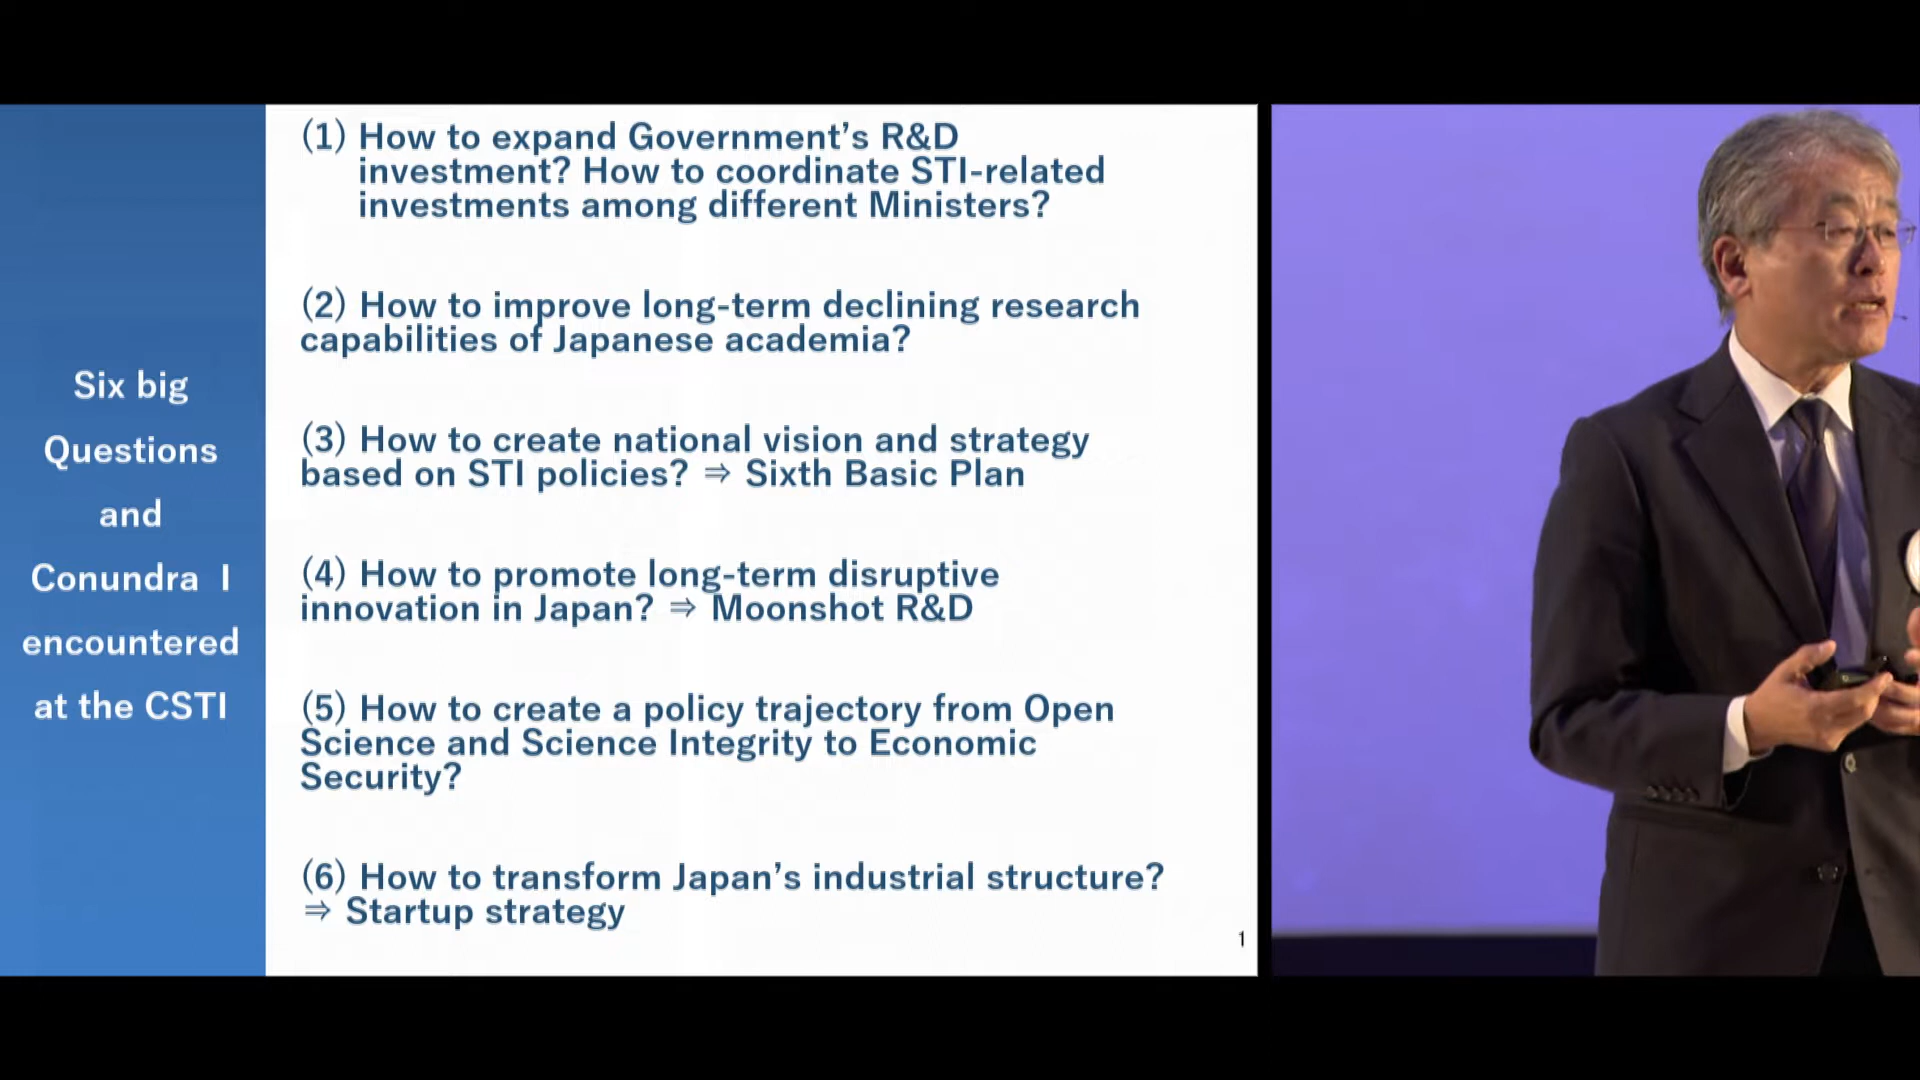 Six big
Questions
and
Conundra I
encountered
at the CSTI
(1) How to expand Government’s R&D
investment? How to coordinate STI-related
investments among different Ministers?
(2) How to improve long-term declining research
capabilities of Japanese academia?
(3) How to create national vision and strategy
based on STI policies? ⇒ Sixth Basic Plan
(4) How to promote long-term disruptive
innovation in Japan? ⇒ Moonshot R&D
(5) How to create a policy trajectory from Open
Science and Science Integrity to Economic
Security?
(6) How to transform Japan’s industrial structure?
⇒ Startup strategy
1